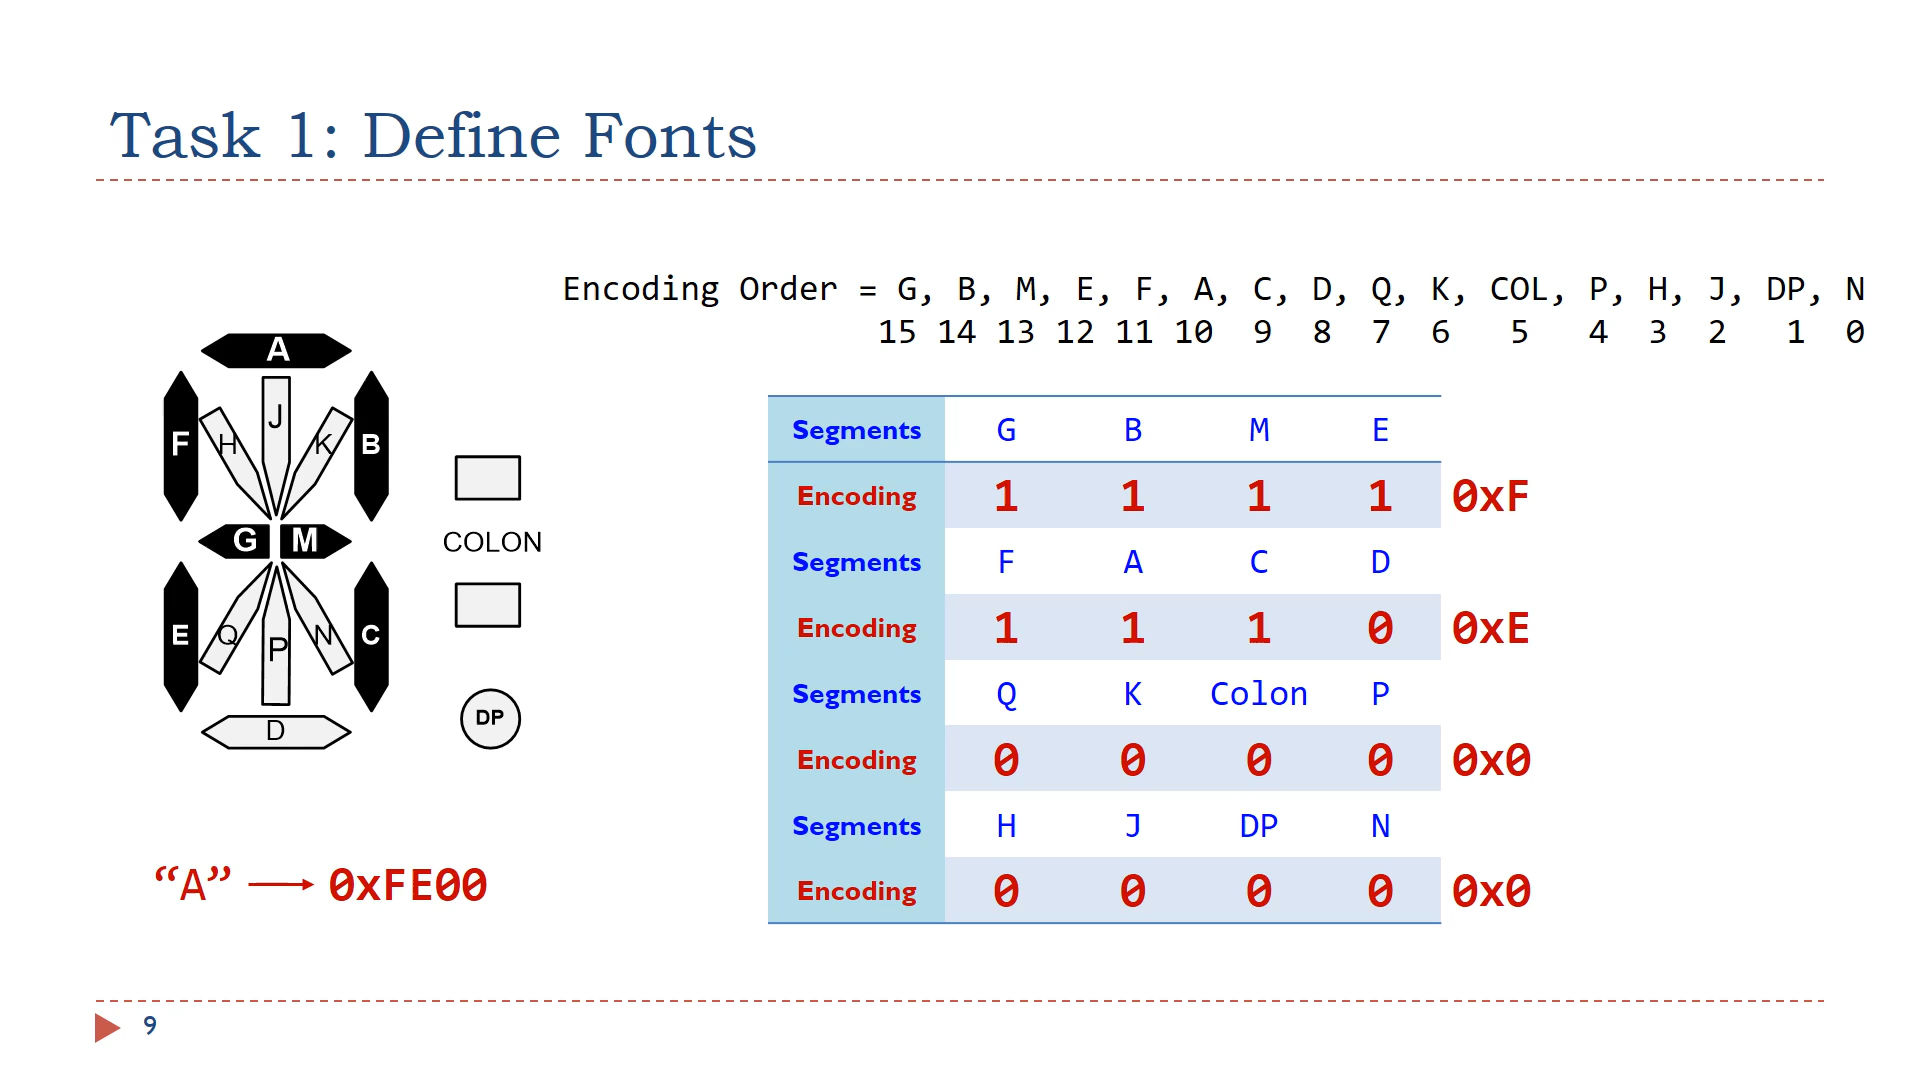 Task 1: Define Fonts
Encoding Order = G, B, M, E, F, A, C, D, Q, K, COL, P, H, J, DP, N
15 14 13 12 11 10 9 8 7 6 5 4 3 2 1 0
A
F H J K B
G M
E Q P N C
D
COLON
DP
“A” → 0xFE00
Segments G B M E
Encoding 1 1 1 1 0xF
Segments F A C D
Encoding 1 1 1 0 0xE
Segments Q K Colon P
Encoding 0 0 0 0 0x0
Segments H J DP N
Encoding 0 0 0 0 0x0
9